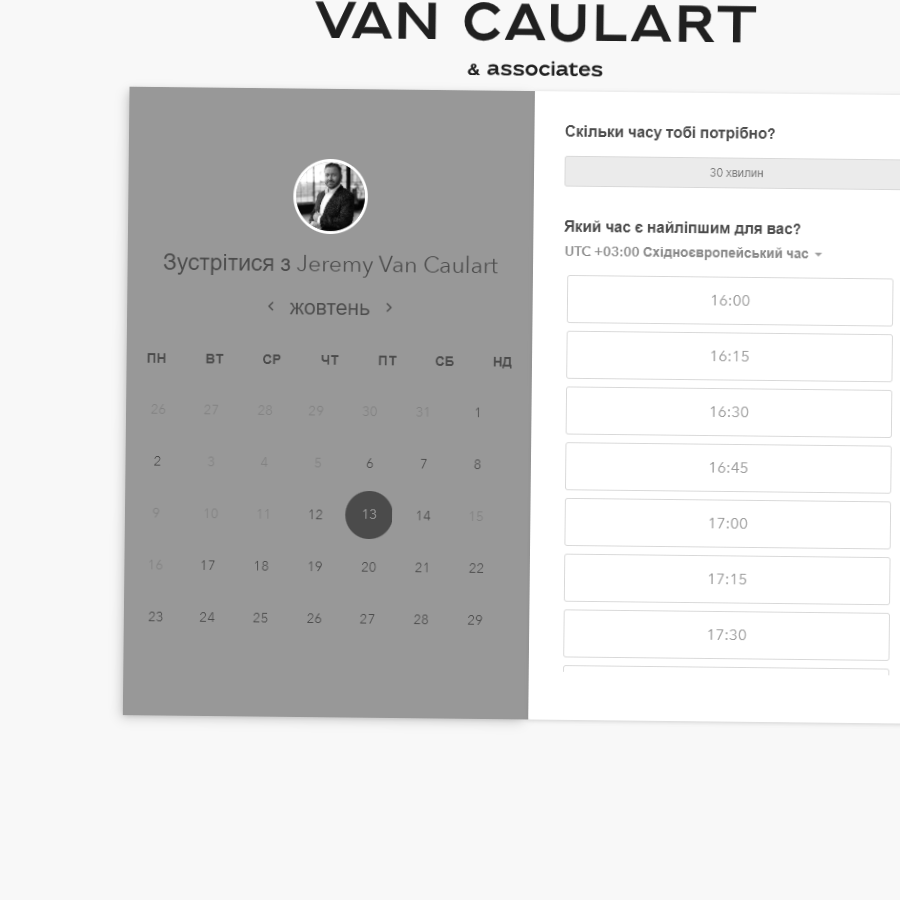 VAN CAULART
& associates
Зустрітися з Jeremy Van Caulart
жовтень
ПН ВТ СР ЧТ ПТ СБ НД
26 27 28 29 30 31 1
2 3 4 5 6 7 8
9 10 11 12 13 14 15
16 17 18 19 20 21 22
23 24 25 26 27 28 29
Скільки часу тобі потрібно?
30 хвилин
Який час є найліпшим для вас?
UTC +03:00 Східноєвропейський час
16:00
16:15
16:30
16:45
17:00
17:15
17:30